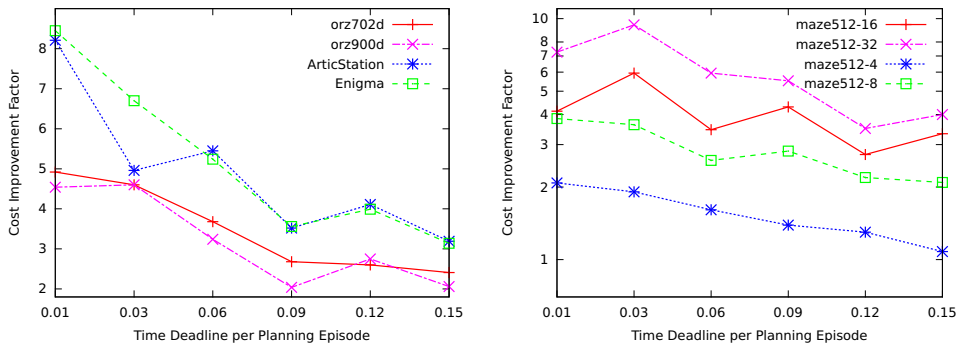 8
7
6
5
4
3
2
Cost Improvement Factor
orz702d
orz900d
ArticStation
Enigma
0.01 0.03 0.06 0.09 0.12 0.15
Time Deadline per Planning Episode
10
8
7
6
5
4
3
2
1
Cost Improvement Factor
maze512-16
maze512-32
maze512-4
maze512-8
0.01 0.03 0.06 0.09 0.12 0.15
Time Deadline per Planning Episode